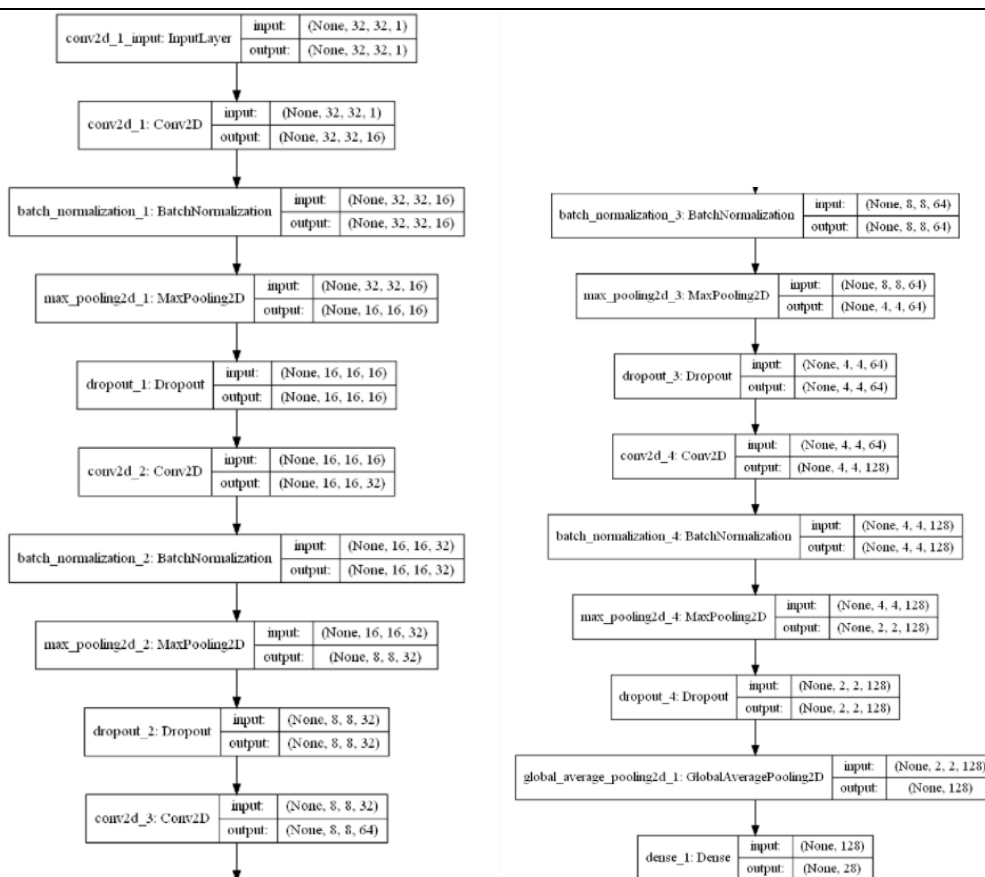 conv2d_1_input: InputLayer
input: (None, 32, 32, 1)
output: (None, 32, 32, 1)
conv2d_1: Conv2D
input: (None, 32, 32, 1)
output: (None, 32, 32, 16)
batch_normalization_1: BatchNormalization
input: (None, 32, 32, 16)
output: (None, 32, 32, 16)
max_pooling2d_1: MaxPooling2D
input: (None, 32, 32, 16)
output: (None, 16, 16, 16)
dropout_1: Dropout
input: (None, 16, 16, 16)
output: (None, 16, 16, 16)
conv2d_2: Conv2D
input: (None, 16, 16, 16)
output: (None, 16, 16, 32)
batch_normalization_2: BatchNormalization
input: (None, 16, 16, 32)
output: (None, 16, 16, 32)
max_pooling2d_2: MaxPooling2D
input: (None, 16, 16, 32)
output: (None, 8, 8, 32)
dropout_2: Dropout
input: (None, 8, 8, 32)
output: (None, 8, 8, 32)
conv2d_3: Conv2D
input: (None, 8, 8, 32)
output: (None, 8, 8, 64)
batch_normalization_3: BatchNormalization
input: (None, 8, 8, 64)
output: (None, 8, 8, 64)
max_pooling2d_3: MaxPooling2D
input: (None, 8, 8, 64)
output: (None, 4, 4, 64)
dropout_3: Dropout
input: (None, 4, 4, 64)
output: (None, 4, 4, 64)
conv2d_4: Conv2D
input: (None, 4, 4, 64)
output: (None, 4, 4, 128)
batch_normalization_4: BatchNormalization
input: (None, 4, 4, 128)
output: (None, 4, 4, 128)
max_pooling2d_4: MaxPooling2D
input: (None, 4, 4, 128)
output: (None, 2, 2, 128)
dropout_4: Dropout
input: (None, 2, 2, 128)
output: (None, 2, 2, 128)
global_average_pooling2d_1: GlobalAveragePooling2D
input: (None, 2, 2, 128)
output: (None, 128)
dense_1: Dense
input: (None, 128)
output: (None, 28)